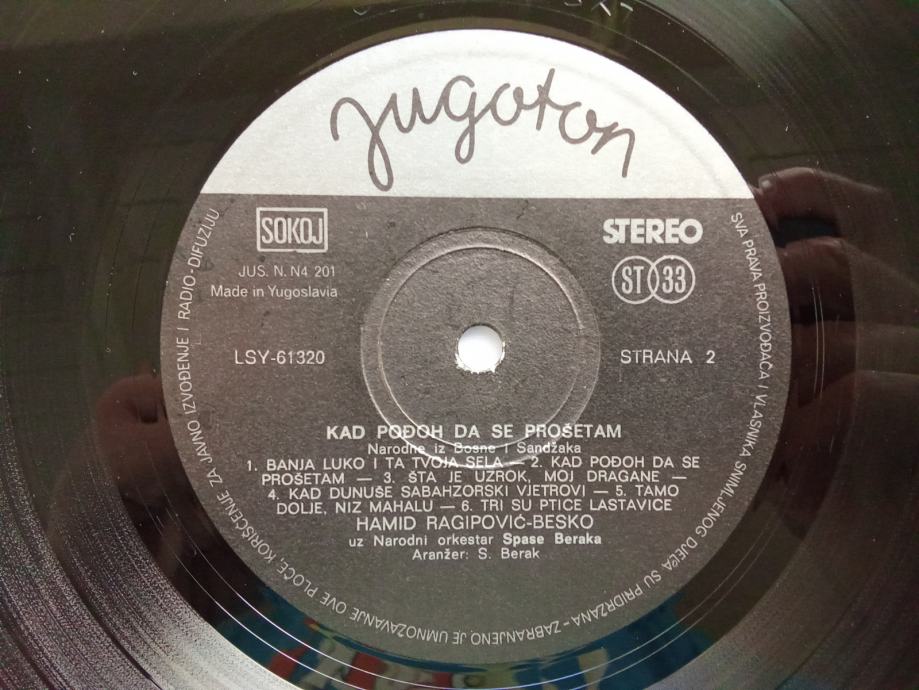 jugoton
SOKOJ
STEREO
JUS. N. N4 201
Made in Yugoslavia
ST 33
LSY-61320
STRANA 2
KAD POĐOH DA SE PROŠETAM
Narodne iz Bosne i Sandžaka
1. BANJA LUKO I TA TVOJA SELA — 2. KAD POĐOH DA SE
PROŠETAM — 3. ŠTA JE UZROK, MOJ DRAGANE —
4. KAD DUNUŠE SABAHZORSKI VJETROVI — 5. TAMO
DOLJE, NIZ MAHALU — 6. TRI SU PTICE LASTAVICE
HAMID RAGIPOVIĆ-BESKO
uz Narodni orkestar Spase Beraka
Aranžer: S. Berak
SVA PRAVA PROIZVOĐAČA I VLASNIKA SNIMLJENOG DJELA SU PRIDRŽANA - ZABRANJENO JE UMNOŽAVANJE OVE PLOČE, KORIŠĆENJE ZA JAVNO IZVOĐENJE I RADIO-DIFUZIJU